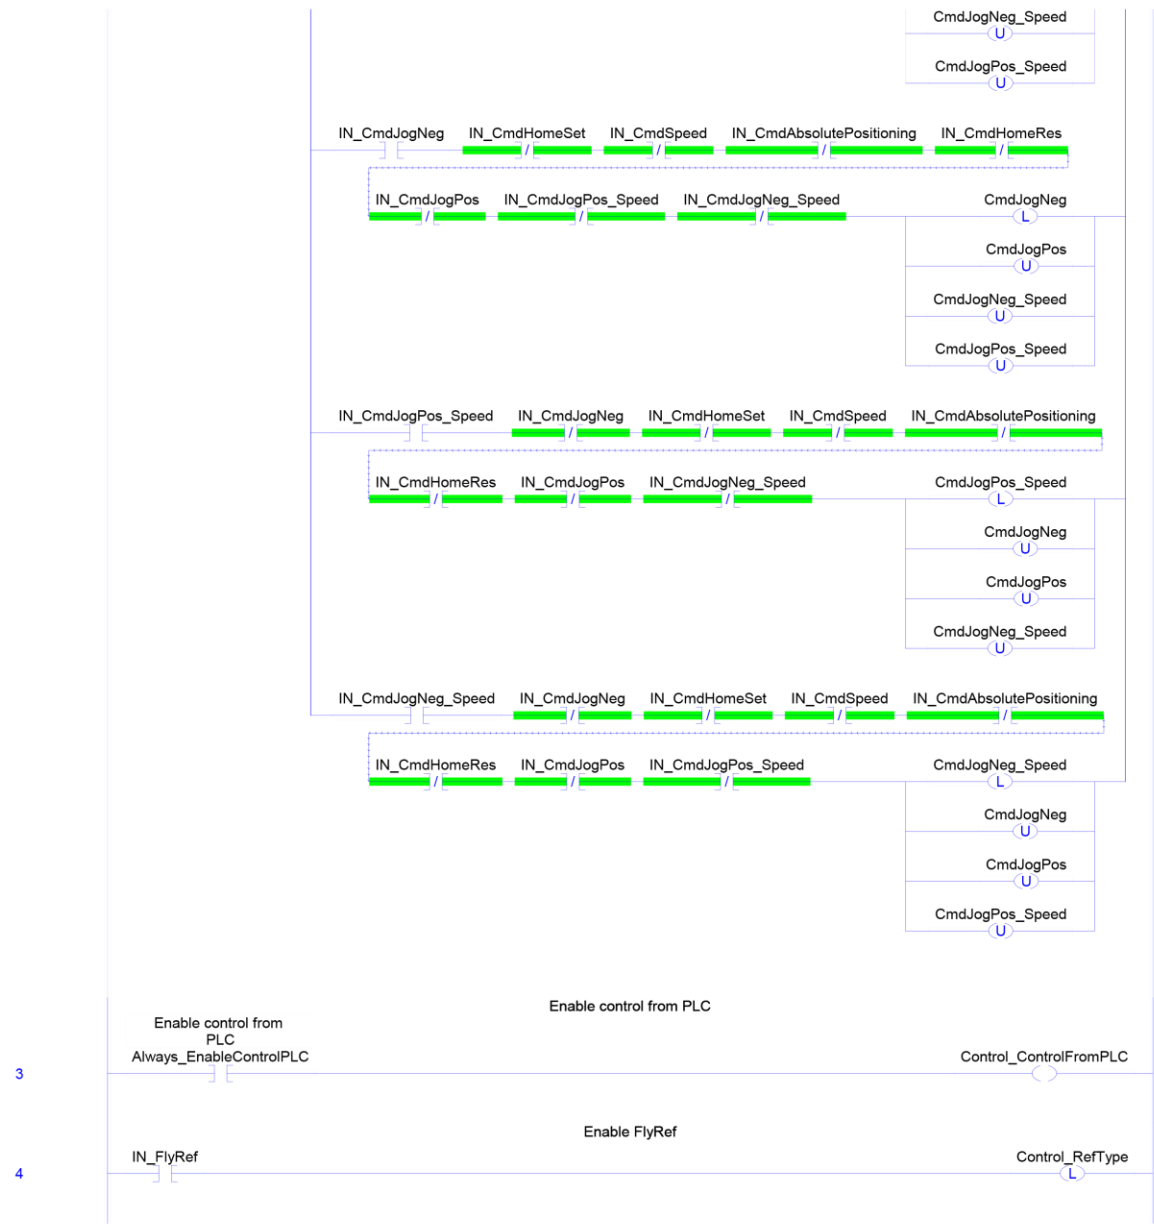 CmdJogNeg_Speed
U
CmdJogPos_Speed
U
IN_CmdJogNeg IN_CmdHomeSet IN_CmdSpeed IN_CmdAbsolutePositioning IN_CmdHomeRes
/ / / /
IN_CmdJogPos IN_CmdJogPos_Speed IN_CmdJogNeg_Speed CmdJogNeg
/ / / L
CmdJogPos
U
CmdJogNeg_Speed
U
CmdJogPos_Speed
U
IN_CmdJogPos_Speed IN_CmdJogNeg IN_CmdHomeSet IN_CmdSpeed IN_CmdAbsolutePositioning
/ / / /
IN_CmdHomeRes IN_CmdJogPos IN_CmdJogNeg_Speed CmdJogPos_Speed
/ / / L
CmdJogNeg
U
CmdJogPos
U
CmdJogNeg_Speed
U
IN_CmdJogNeg_Speed IN_CmdJogNeg IN_CmdHomeSet IN_CmdSpeed IN_CmdAbsolutePositioning
/ / / /
IN_CmdHomeRes IN_CmdJogPos IN_CmdJogPos_Speed CmdJogNeg_Speed
/ / / L
CmdJogNeg
U
CmdJogPos
U
CmdJogPos_Speed
U
Enable control from PLC
Enable control from
PLC
Always_EnableControlPLC Control_ControlFromPLC
3
Enable FlyRef
IN_FlyRef Control_RefType
4 L